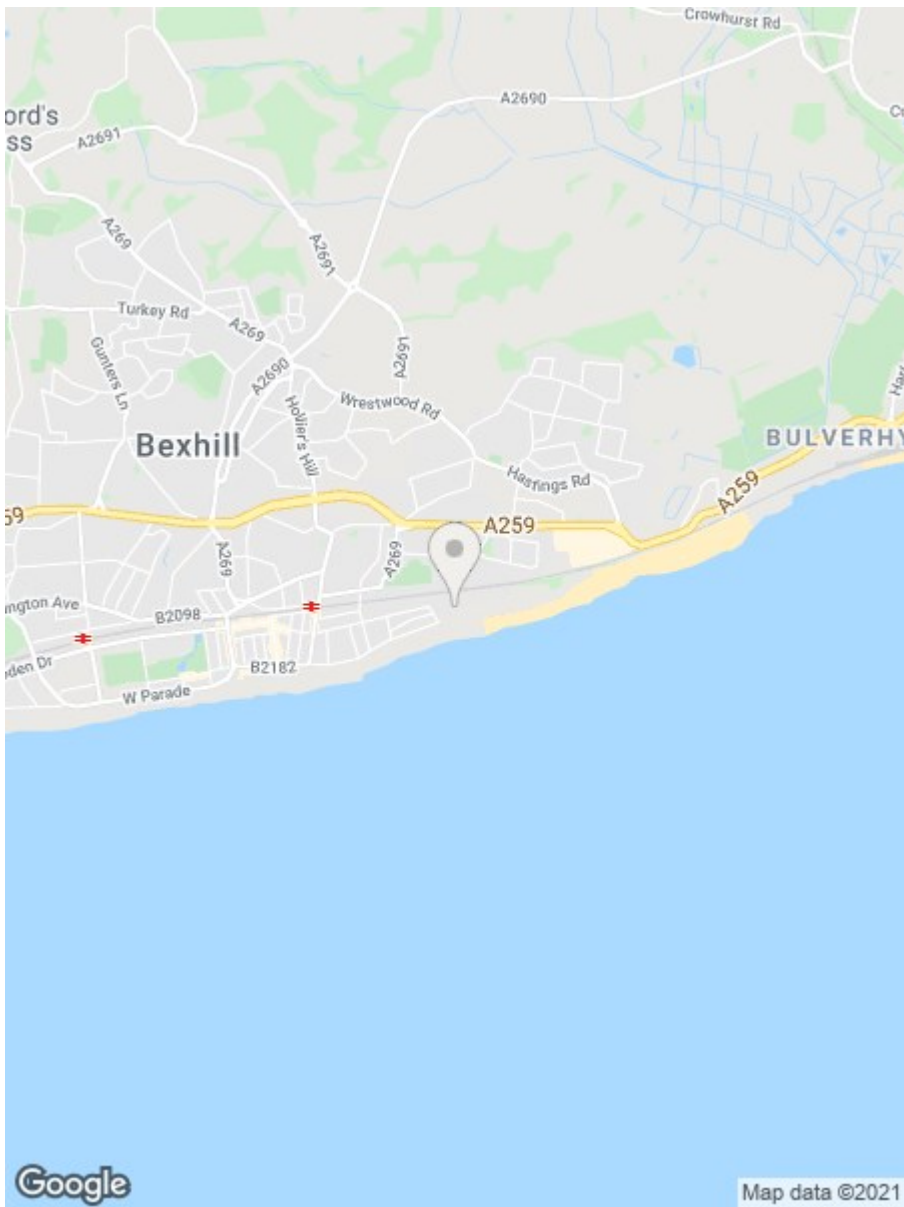 Crowhurst Rd
A2690
ord's
ss
A2691
A269
A2691
Turkey Rd
A269
Gunters Ln
A2690
A2691
Wrestwood Rd
Hollier's Hill
Bexhill
BULVERHY
Hastings Rd
A259
59
A259
A269
A269
ington Ave
B2098
den Dr
B2182
W Parade
Google
Map data ©2021